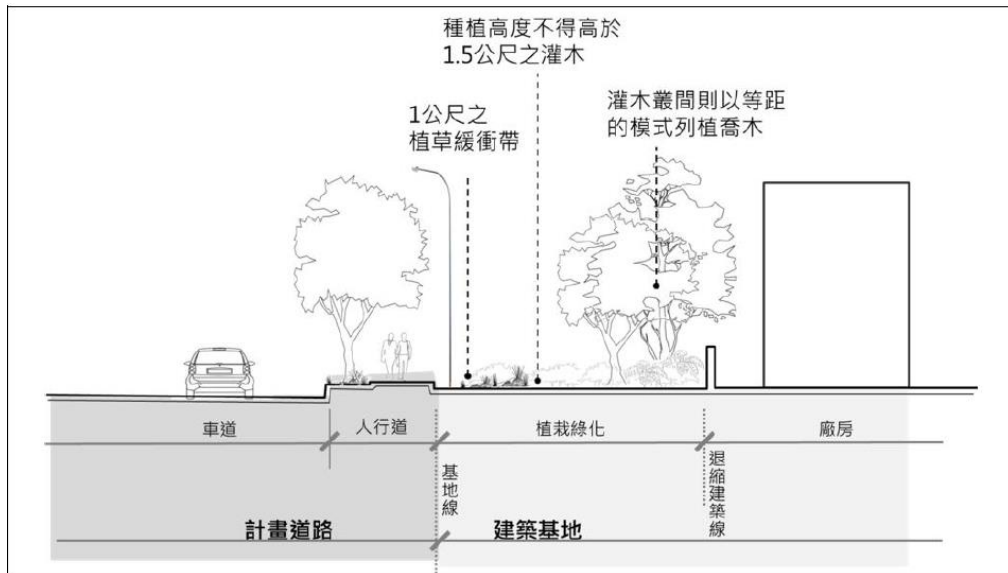 種植高度不得高於
1.5公尺之灌木
1公尺之
植草緩衝帶
灌木叢間則以等距
的模式列植喬木
車道
人行道
植栽綠化
廠房
基地線
退縮建築線
計畫道路
建築基地